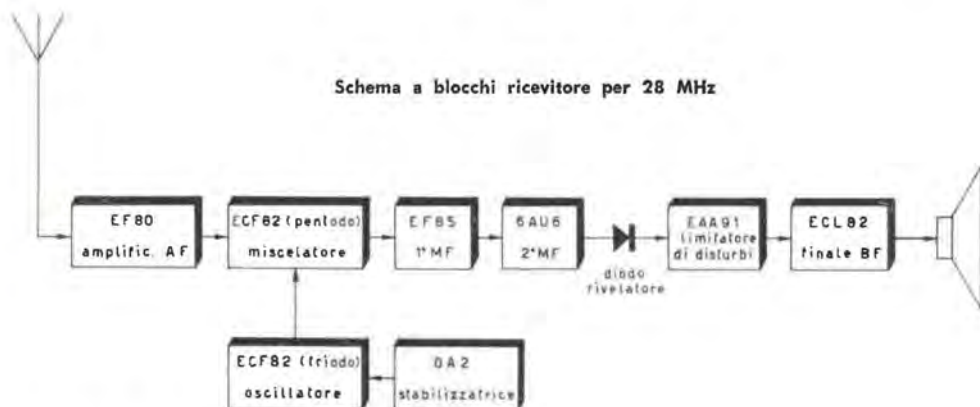 Schema a blocchi ricevitore per 28 MHz
EF80
amplific. AF
ECF82 (pentodo)
miscelatore
EF85
1ª MF
6AU6
2ª MF
diodo
rivelatore
EAA91
limitatore
di disturbi
ECL82
finale BF
ECF82 (triodo)
oscillatore
OA2
stabilizzatrice